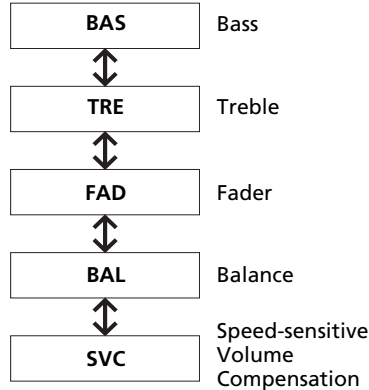 BAS Bass
TRE Treble
FAD Fader
BAL Balance
SVC Speed-sensitive
Volume
Compensation